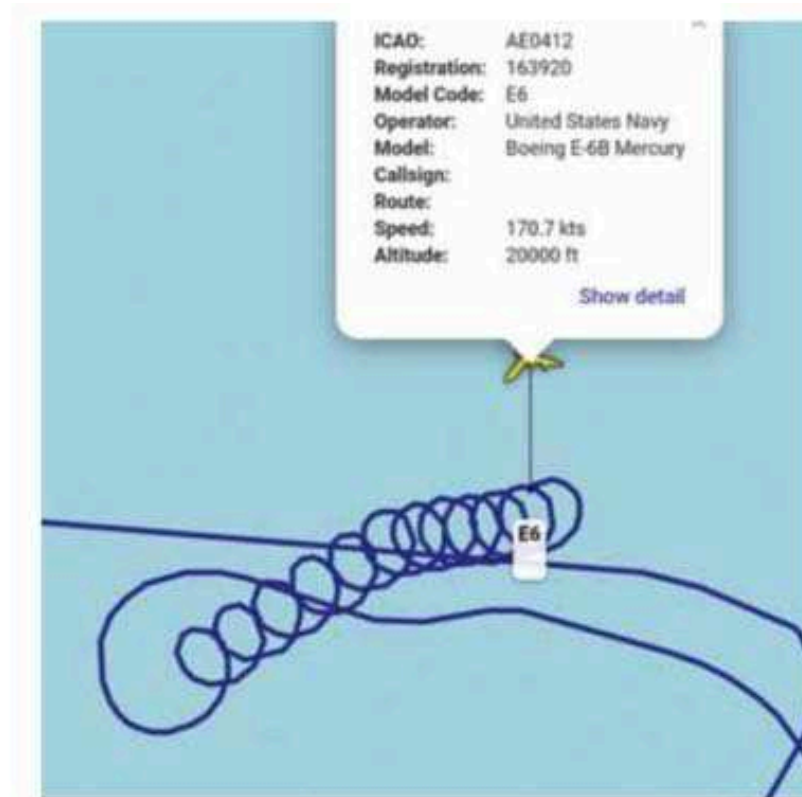 ICAO: AE0412
Registration: 163920
Model Code: E6
Operator: United States Navy
Model: Boeing E-6B Mercury
Callsign:
Route:
Speed: 170.7 kts
Altitude: 20000 ft
Show detail
E6